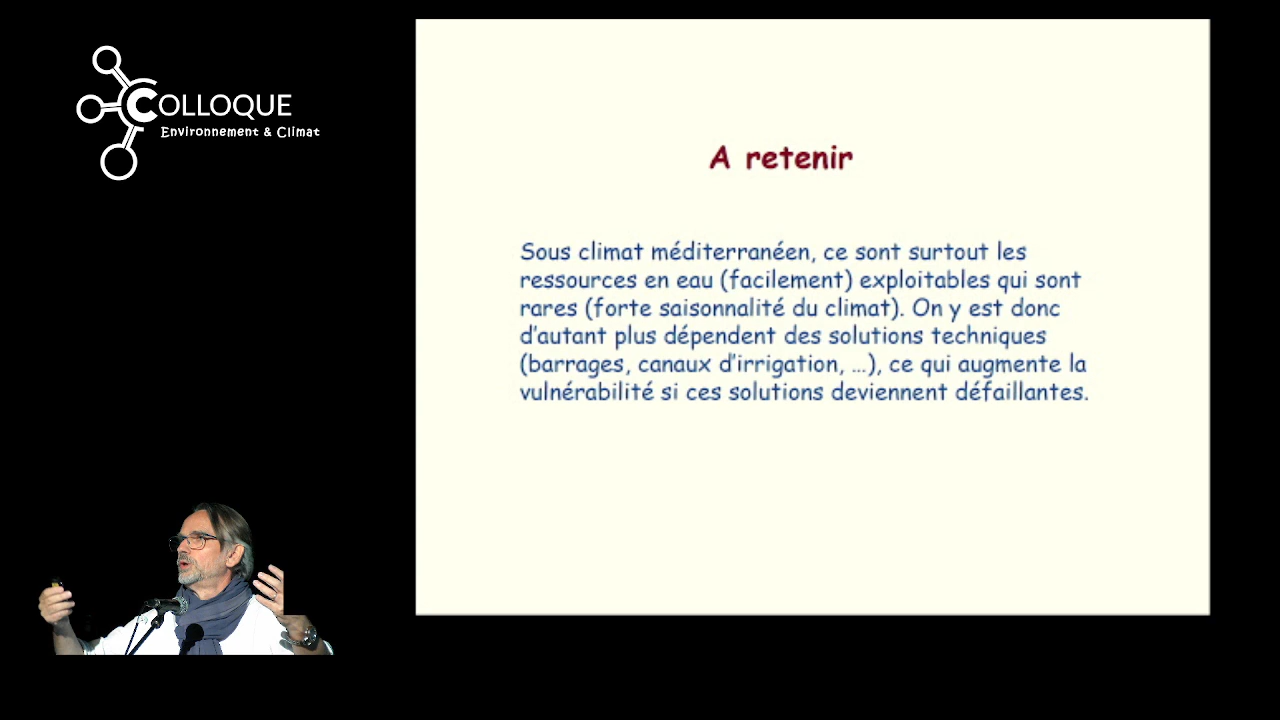 COLLOQUE
Environnement & Climat
A retenir
Sous climat méditerranéen, ce sont surtout les
ressources en eau (facilement) exploitables qui sont
rares (forte saisonnalité du climat). On y est donc
d'autant plus dépendent des solutions techniques
(barrages, canaux d'irrigation, …), ce qui augmente la
vulnérabilité si ces solutions deviennent défaillantes.